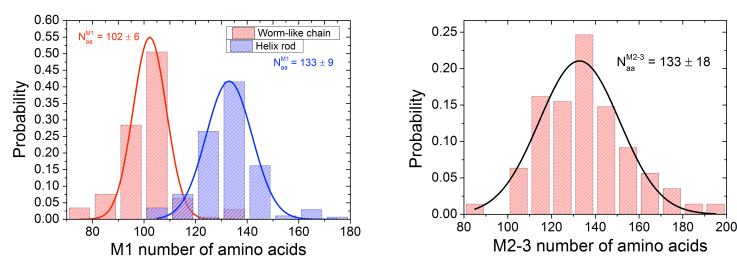 0.60
0.55
0.50
0.45
0.40
0.35
0.30
0.25
0.20
0.15
0.10
0.05
0.00
Probability
N_aa^M1 = 102 ± 6
Worm-like chain
Helix rod
N_aa^M1 = 133 ± 9
80 100 120 140 160 180
M1 number of amino acids
0.25
0.20
0.15
0.10
0.05
0.00
Probability
N_aa^M2-3 = 133 ± 18
80 100 120 140 160 180 200
M2-3 number of amino acids